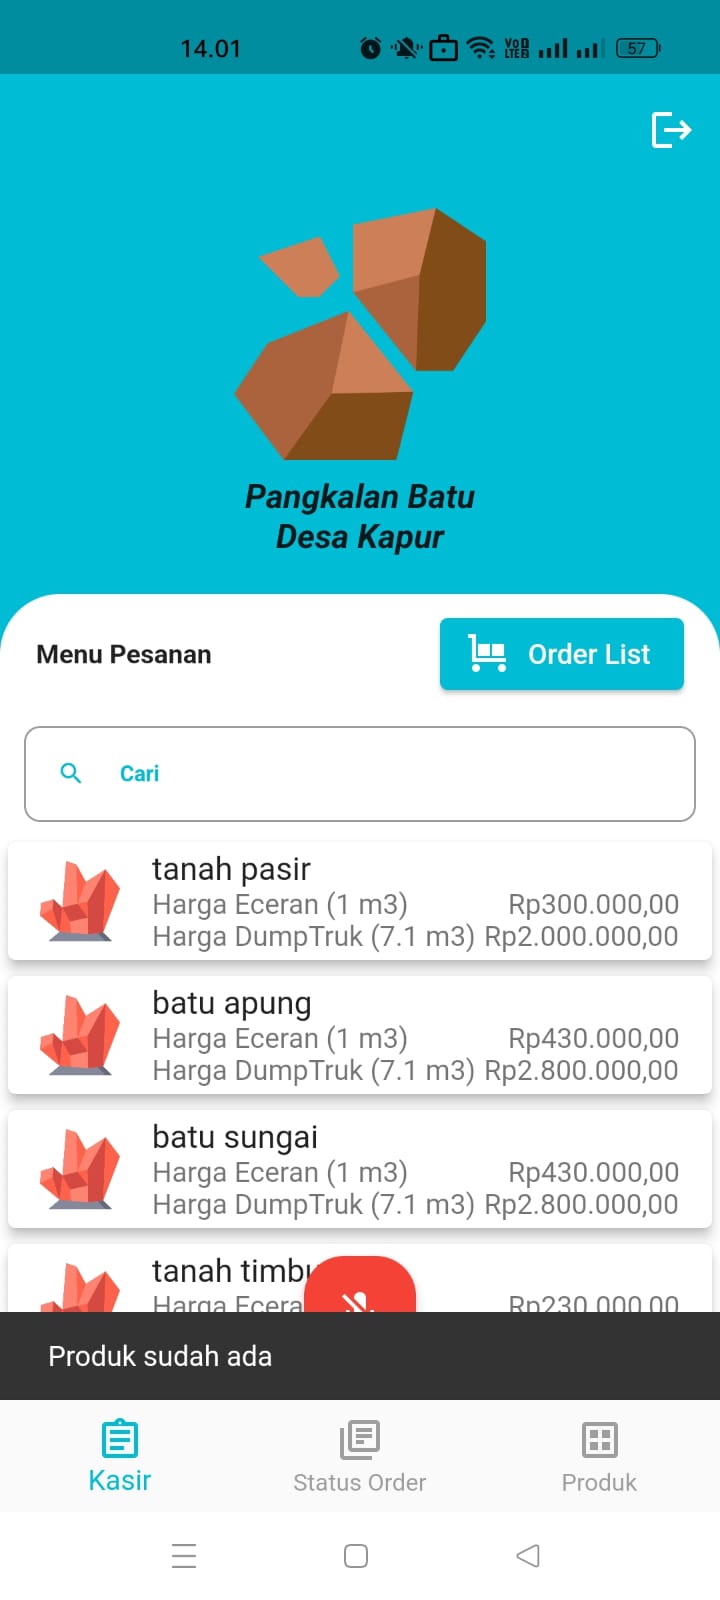 14.01
VoD LTE2
57
Pangkalan Batu
Desa Kapur
Menu Pesanan
Order List
Cari
tanah pasir
Harga Eceran (1 m3) Rp300.000,00
Harga DumpTruk (7.1 m3) Rp2.000.000,00
batu apung
Harga Eceran (1 m3) Rp430.000,00
Harga DumpTruk (7.1 m3) Rp2.800.000,00
batu sungai
Harga Eceran (1 m3) Rp430.000,00
Harga DumpTruk (7.1 m3) Rp2.800.000,00
tanah timbu
Harga Ecera Rp230.000,00
Produk sudah ada
Kasir
Status Order
Produk